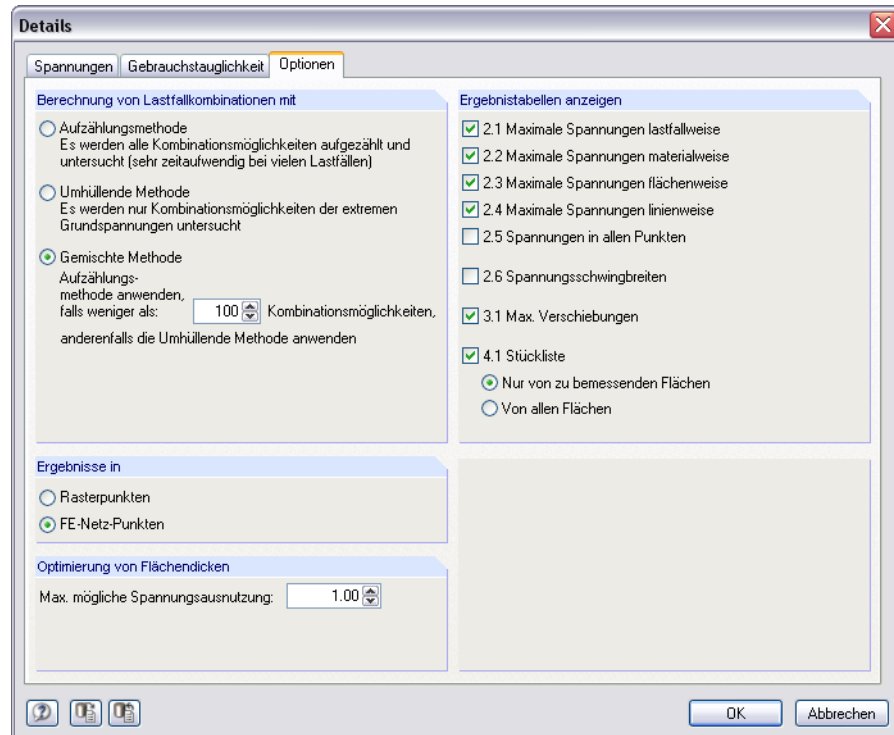 Details
Spannungen
Gebrauchstauglichkeit
Optionen
Berechnung von Lastfallkombinationen mit
Aufzählungsmethode
Es werden alle Kombinationsmöglichkeiten aufgezählt und
untersucht (sehr zeitaufwendig bei vielen Lastfällen)
Umhüllende Methode
Es werden nur Kombinationsmöglichkeiten der extremen
Grundspannungen untersucht
Gemischte Methode
Aufzählungs-
methode anwenden,
falls weniger als: 100 Kombinationsmöglichkeiten,
anderenfalls die Umhüllende Methode anwenden
Ergebnisse in
Rasterpunkten
FE-Netz-Punkten
Optimierung von Flächendicken
Max. mögliche Spannungsausnutzung: 1.00
Ergebnistabellen anzeigen
2.1 Maximale Spannungen lastfallweise
2.2 Maximale Spannungen materialweise
2.3 Maximale Spannungen flächenweise
2.4 Maximale Spannungen linienweise
2.5 Spannungen in allen Punkten
2.6 Spannungsschwingbreiten
3.1 Max. Verschiebungen
4.1 Stückliste
Nur von zu bemessenden Flächen
Von allen Flächen
OK
Abbrechen